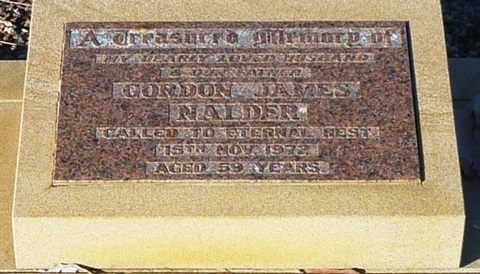 A Treasured Memory of
MY DEARLY LOVED HUSBAND
& OUR FATHER
GORDON JAMES
NALDER
CALLED TO ETERNAL REST
15TH NOV. 1972
AGED 59 YEARS